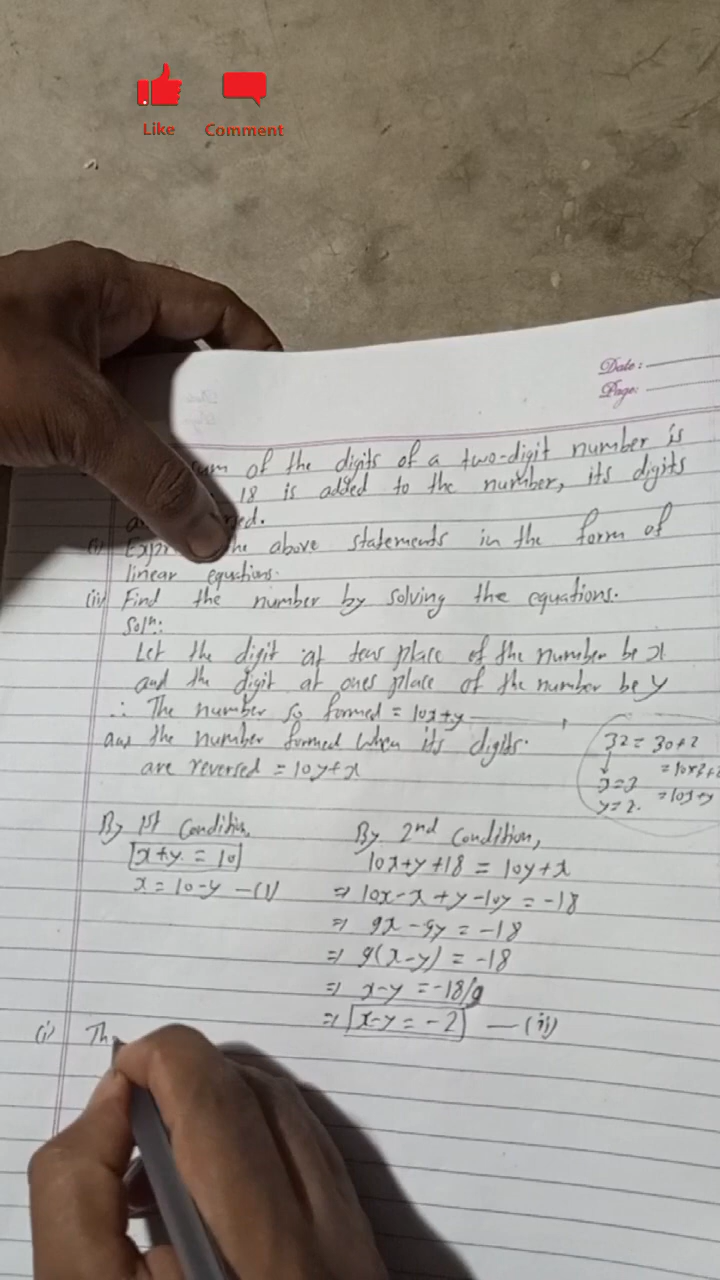 Like Comment
Date:
Page:
sum of the digits of a two-digit number is
18 is added to the number, its digits
(i) the above statements in the form of
linear equations.
(ii) Find the number by solving the equations.
Solⁿ:
Let the digit at tens place of the number be x
and the digit at ones place of the number be y
∴ The number so formed = 10x+y
and the number formed when its digits
are reversed = 10y+x
32 = 30+2
= 10×3+2
x=3
y=2.
= 10x+y
By 1st Condition,
x+y = 10
x = 10-y —(i)
By 2nd Condition,
10x+y+18 = 10y+x
⇒ 10x-x+y-10y = -18
⇒ 9x-9y = -18
⇒ 9(x-y) = -18
⇒ x-y = -18/9
⇒ x-y = -2 —(ii)
(i) Th